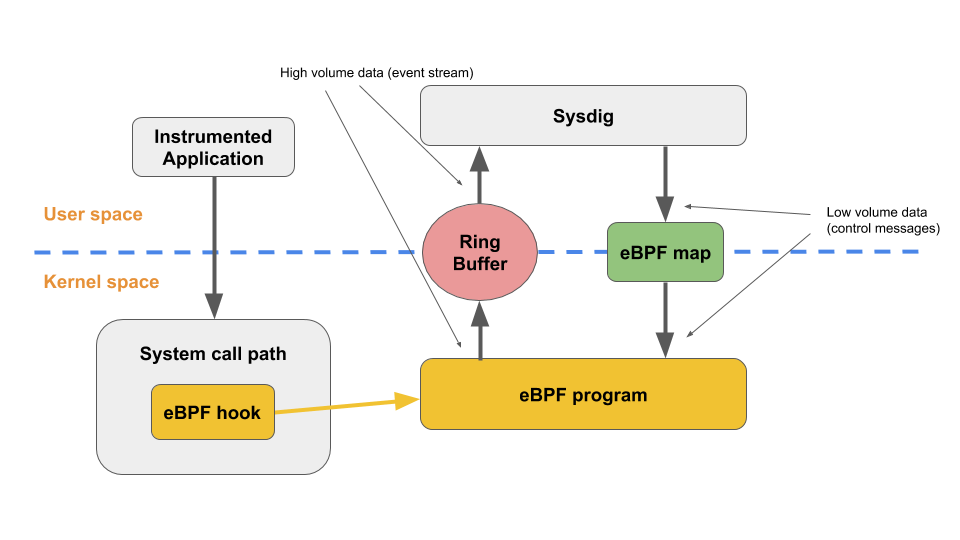 High volume data (event stream)
Sysdig
Instrumented
Application
User space
Low volume data
(control messages)
Ring
Buffer
eBPF map
Kernel space
System call path
eBPF hook
eBPF program